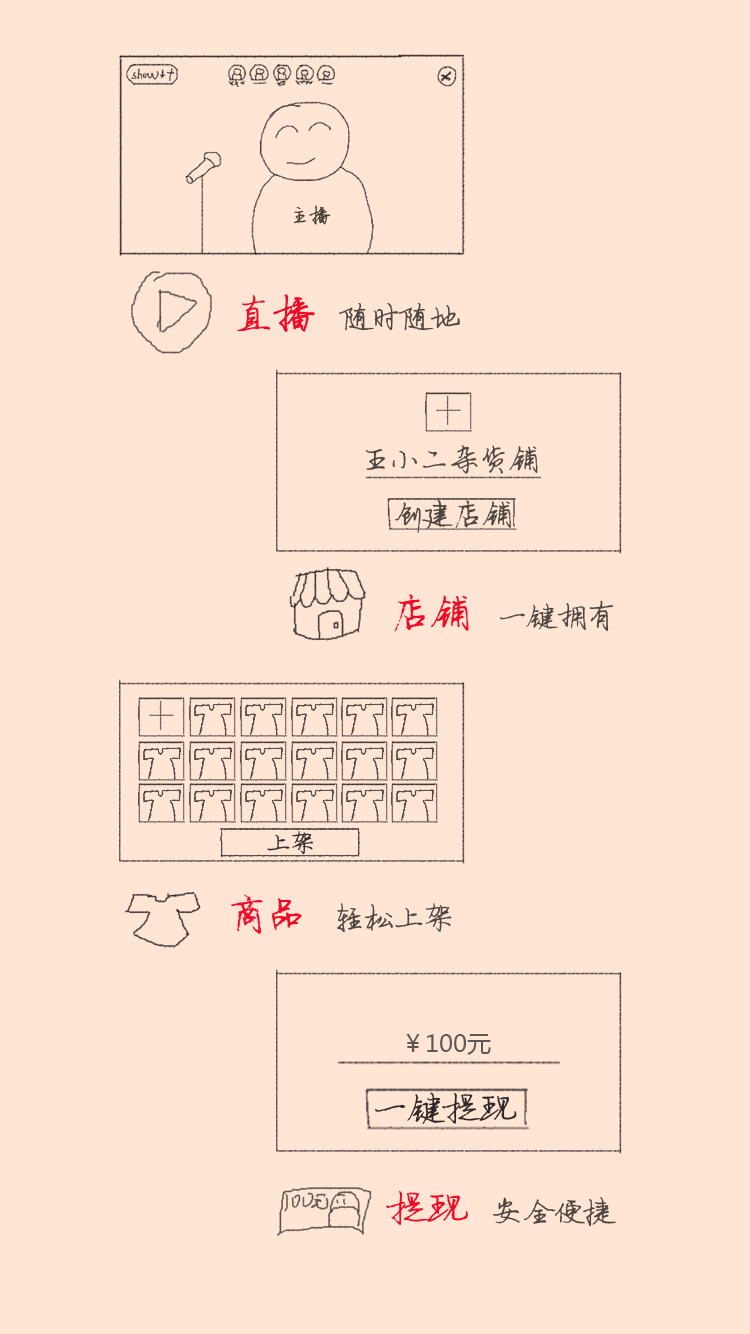 主播
直播 随时随地
王小二杂货铺
创建店铺
店铺 一键拥有
上架
商品 轻松上架
¥100元
一键提现
100元
提现 安全便捷